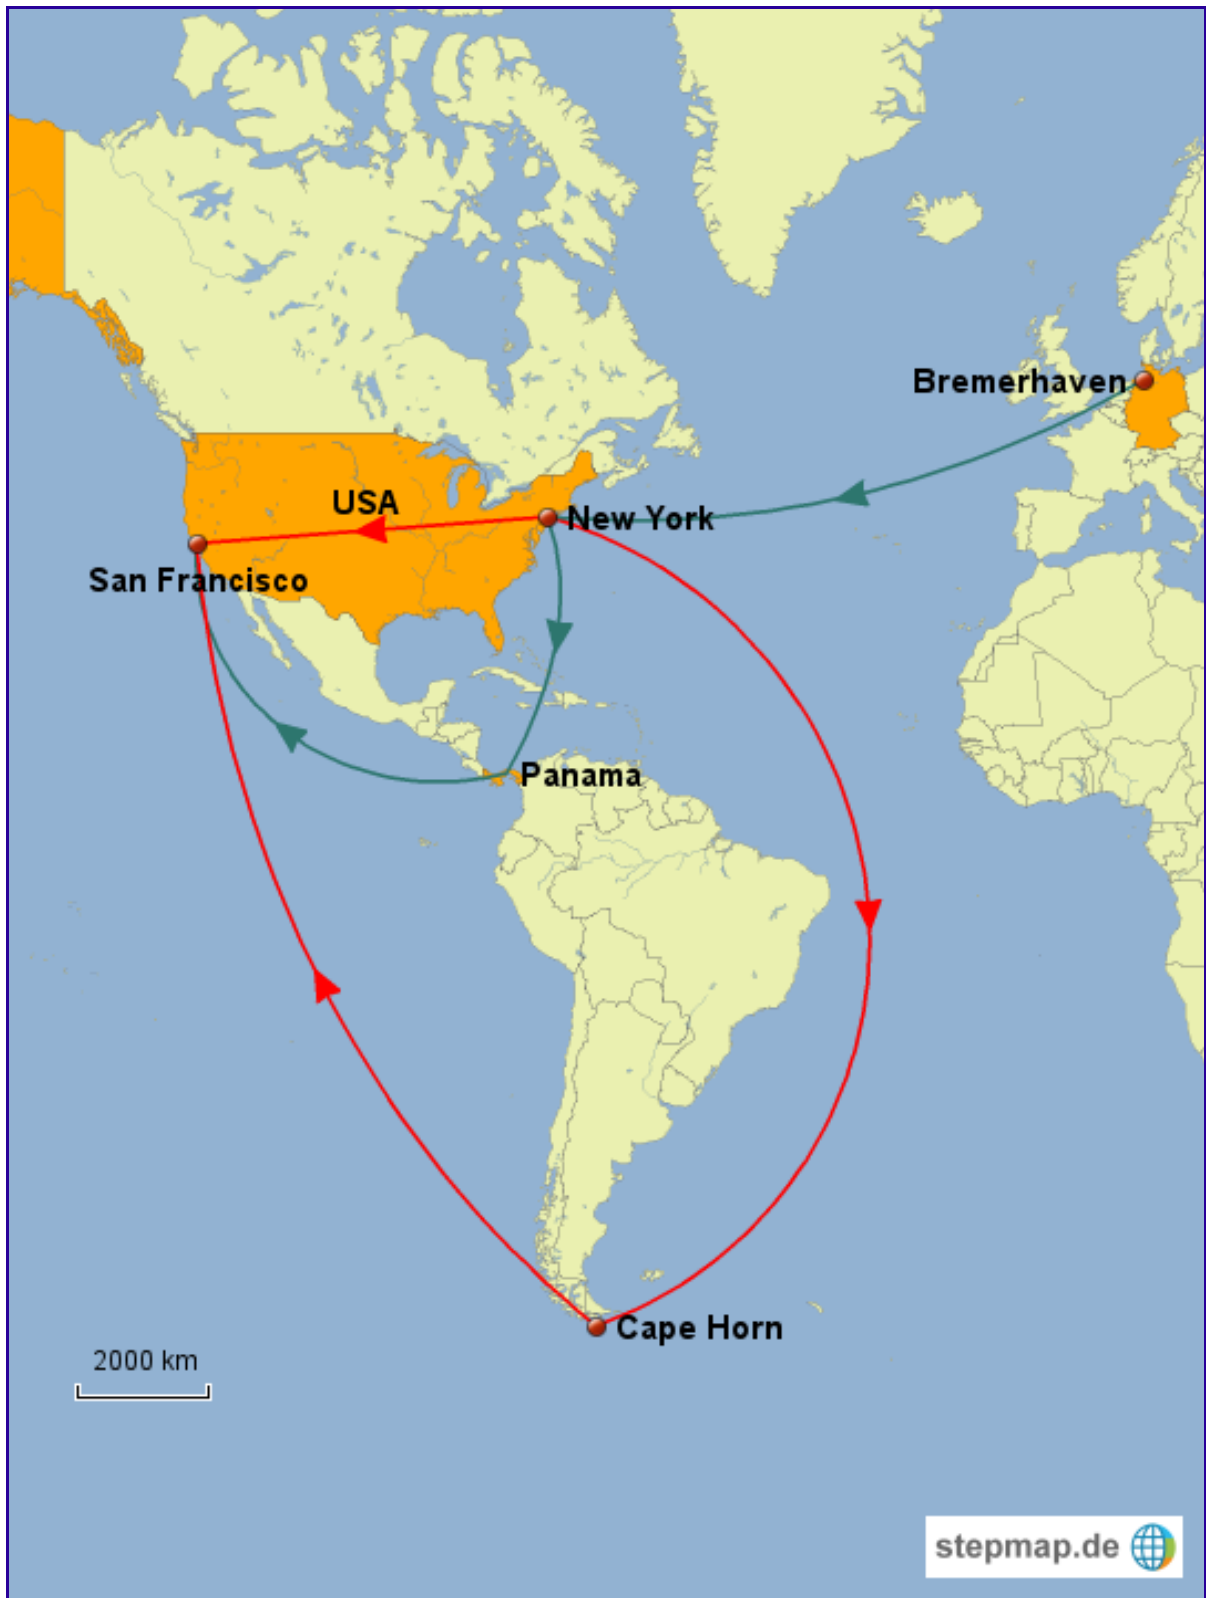 Bremerhaven
USA
New York
San Francisco
Panama
Cape Horn
2000 km
stepmap.de